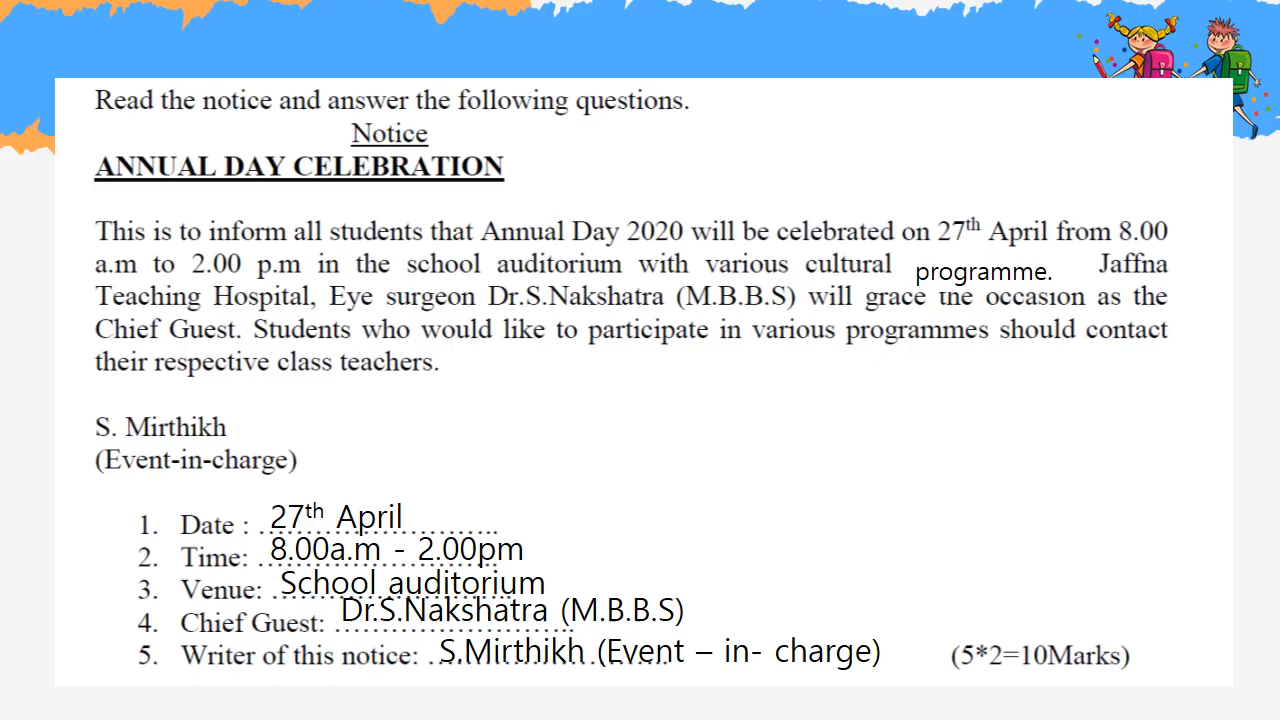 Read the notice and answer the following questions.
Notice
ANNUAL DAY CELEBRATION
This is to inform all students that Annual Day 2020 will be celebrated on 27th April from 8.00
a.m to 2.00 p.m in the school auditorium with various cultural programme. Jaffna
Teaching Hospital, Eye surgeon Dr.S.Nakshatra (M.B.B.S) will grace the occasion as the
Chief Guest. Students who would like to participate in various programmes should contact
their respective class teachers.
S. Mirthikh
(Event-in-charge)
1. Date : 27th April
2. Time: 8.00a.m - 2.00pm
3. Venue: School auditorium
4. Chief Guest: Dr.S.Nakshatra (M.B.B.S)
5. Writer of this notice: S.Mirthikh (Event – in- charge) (5*2=10Marks)